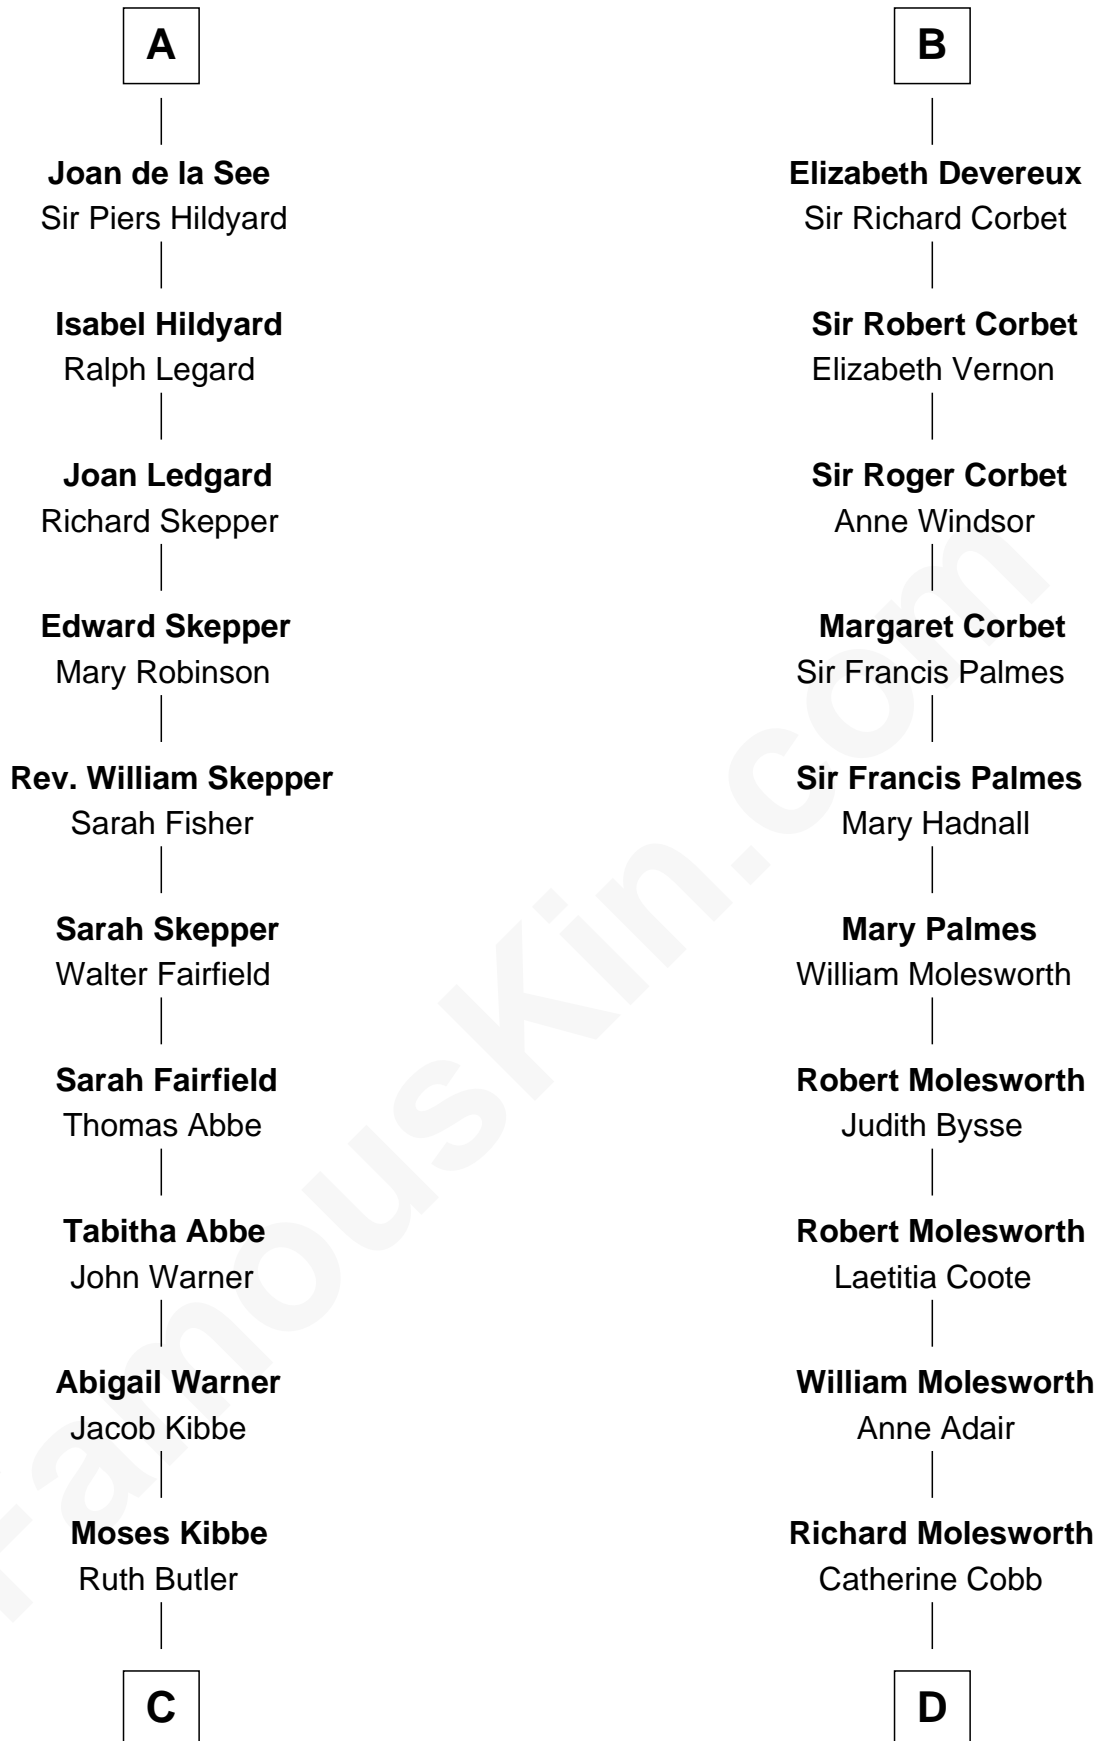 A
Joan de la See
Sir Piers Hildyard
Isabel Hildyard
Ralph Legard
Joan Ledgard
Richard Skepper
Edward Skepper
Mary Robinson
Rev. William Skepper
Sarah Fisher
Sarah Skepper
Walter Fairfield
Sarah Fairfield
Thomas Abbe
Tabitha Abbe
John Warner
Abigail Warner
Jacob Kibbe
Moses Kibbe
Ruth Butler
C
B
Elizabeth Devereux
Sir Richard Corbet
Sir Robert Corbet
Elizabeth Vernon
Sir Roger Corbet
Anne Windsor
Margaret Corbet
Sir Francis Palmes
Sir Francis Palmes
Mary Hadnall
Mary Palmes
William Molesworth
Robert Molesworth
Judith Bysse
Robert Molesworth
Laetitia Coote
William Molesworth
Anne Adair
Richard Molesworth
Catherine Cobb
D
FamousKin.com